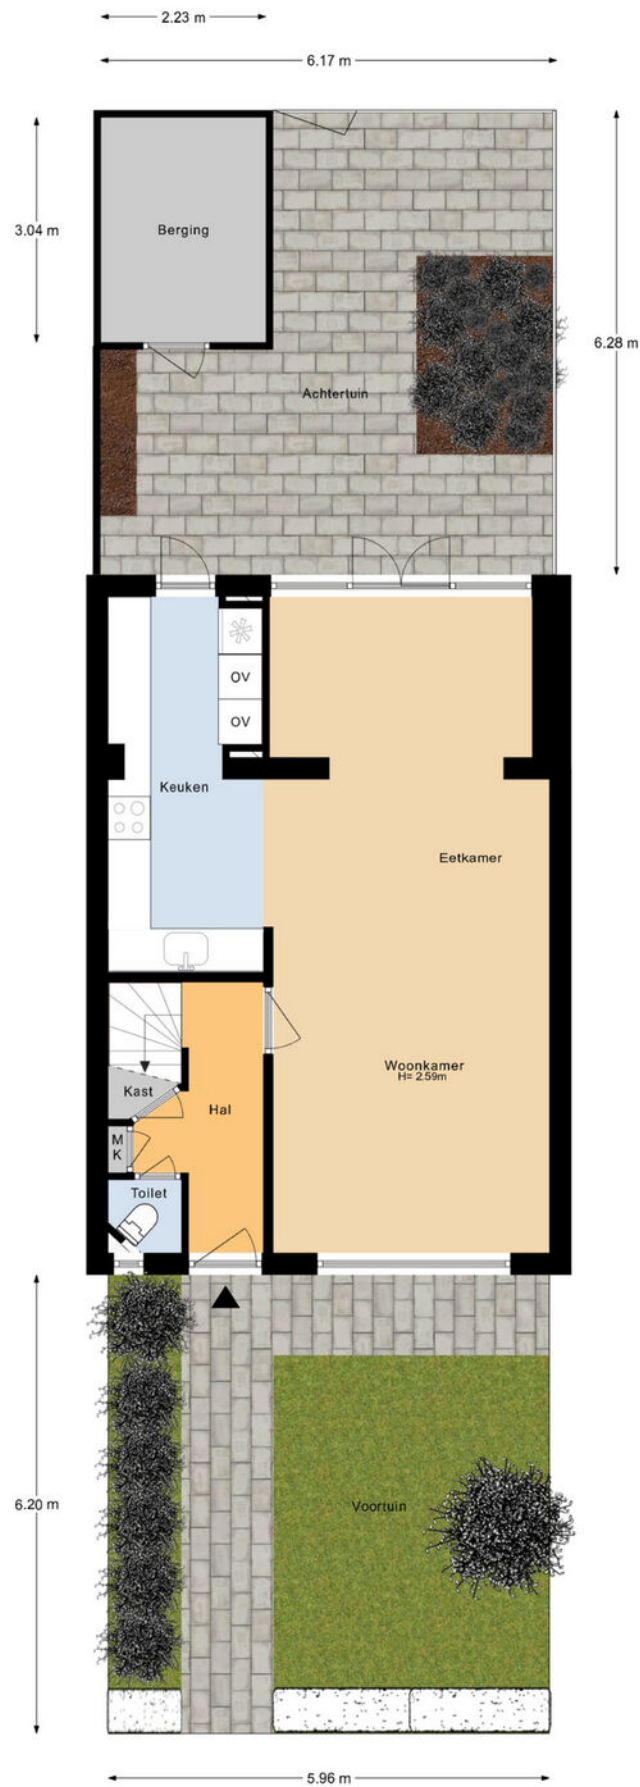 2.23 m
6.17 m
3.04 m
Berging
6.28 m
Achtertuin
OV
OV
Keuken
Eetkamer
Woonkamer
H= 2.59m
Kast
Hal
M
K
Toilet
6.20 m
Voortuin
5.96 m